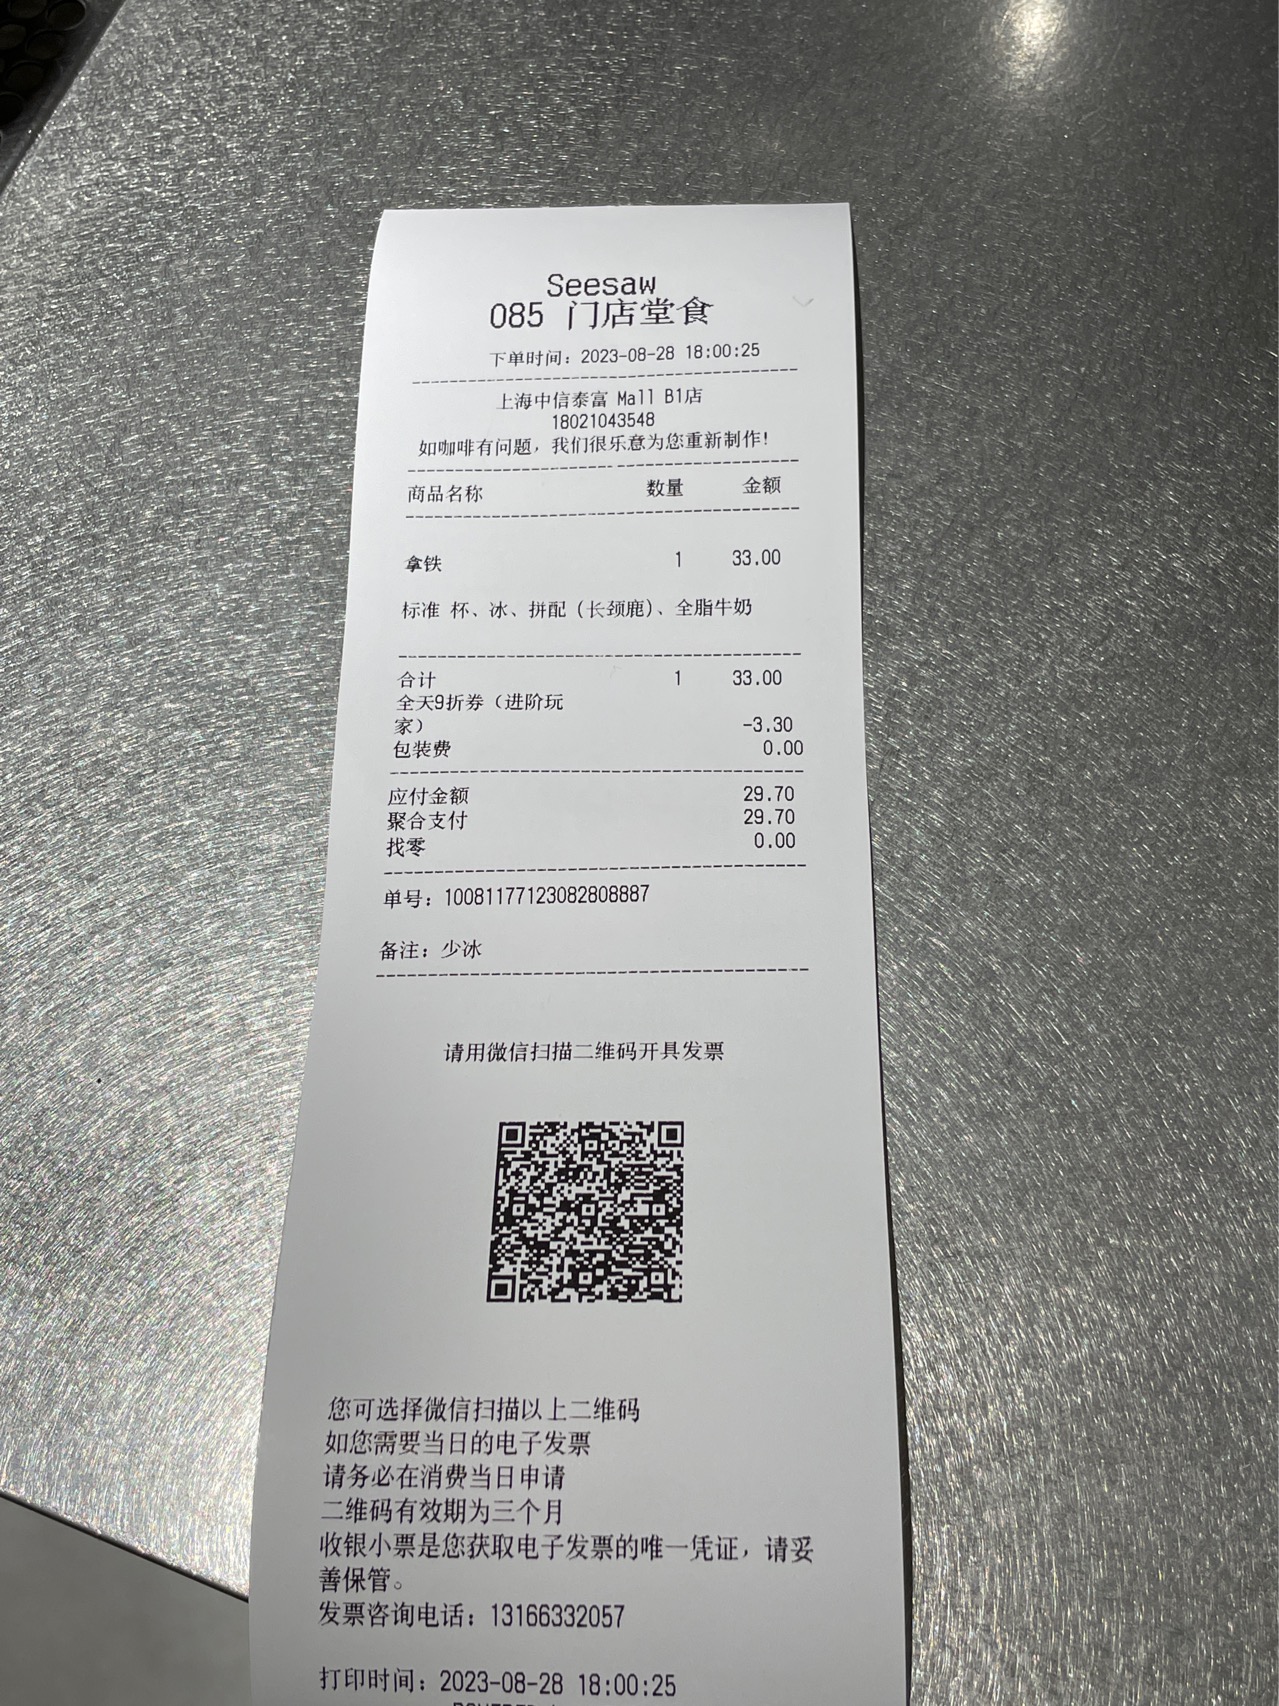 Seesaw
085 门店堂食
下单时间：2023-08-28 18:00:25
上海中信泰富 Mall B1店
18021043548
如咖啡有问题，我们很乐意为您重新制作！
商品名称 数量 金额
拿铁 1 33.00
标准 杯、冰、拼配（长颈鹿）、全脂牛奶
合计 1 33.00
全天9折券（进阶玩
家） -3.30
包装费 0.00
应付金额 29.70
聚合支付 29.70
找零 0.00
单号：10081177123082808887
备注：少冰
请用微信扫描二维码开具发票
您可选择微信扫描以上二维码
如您需要当日的电子发票
请务必在消费当日申请
二维码有效期为三个月
收银小票是您获取电子发票的唯一凭证，请妥
善保管。
发票咨询电话：13166332057
打印时间：2023-08-28 18:00:25